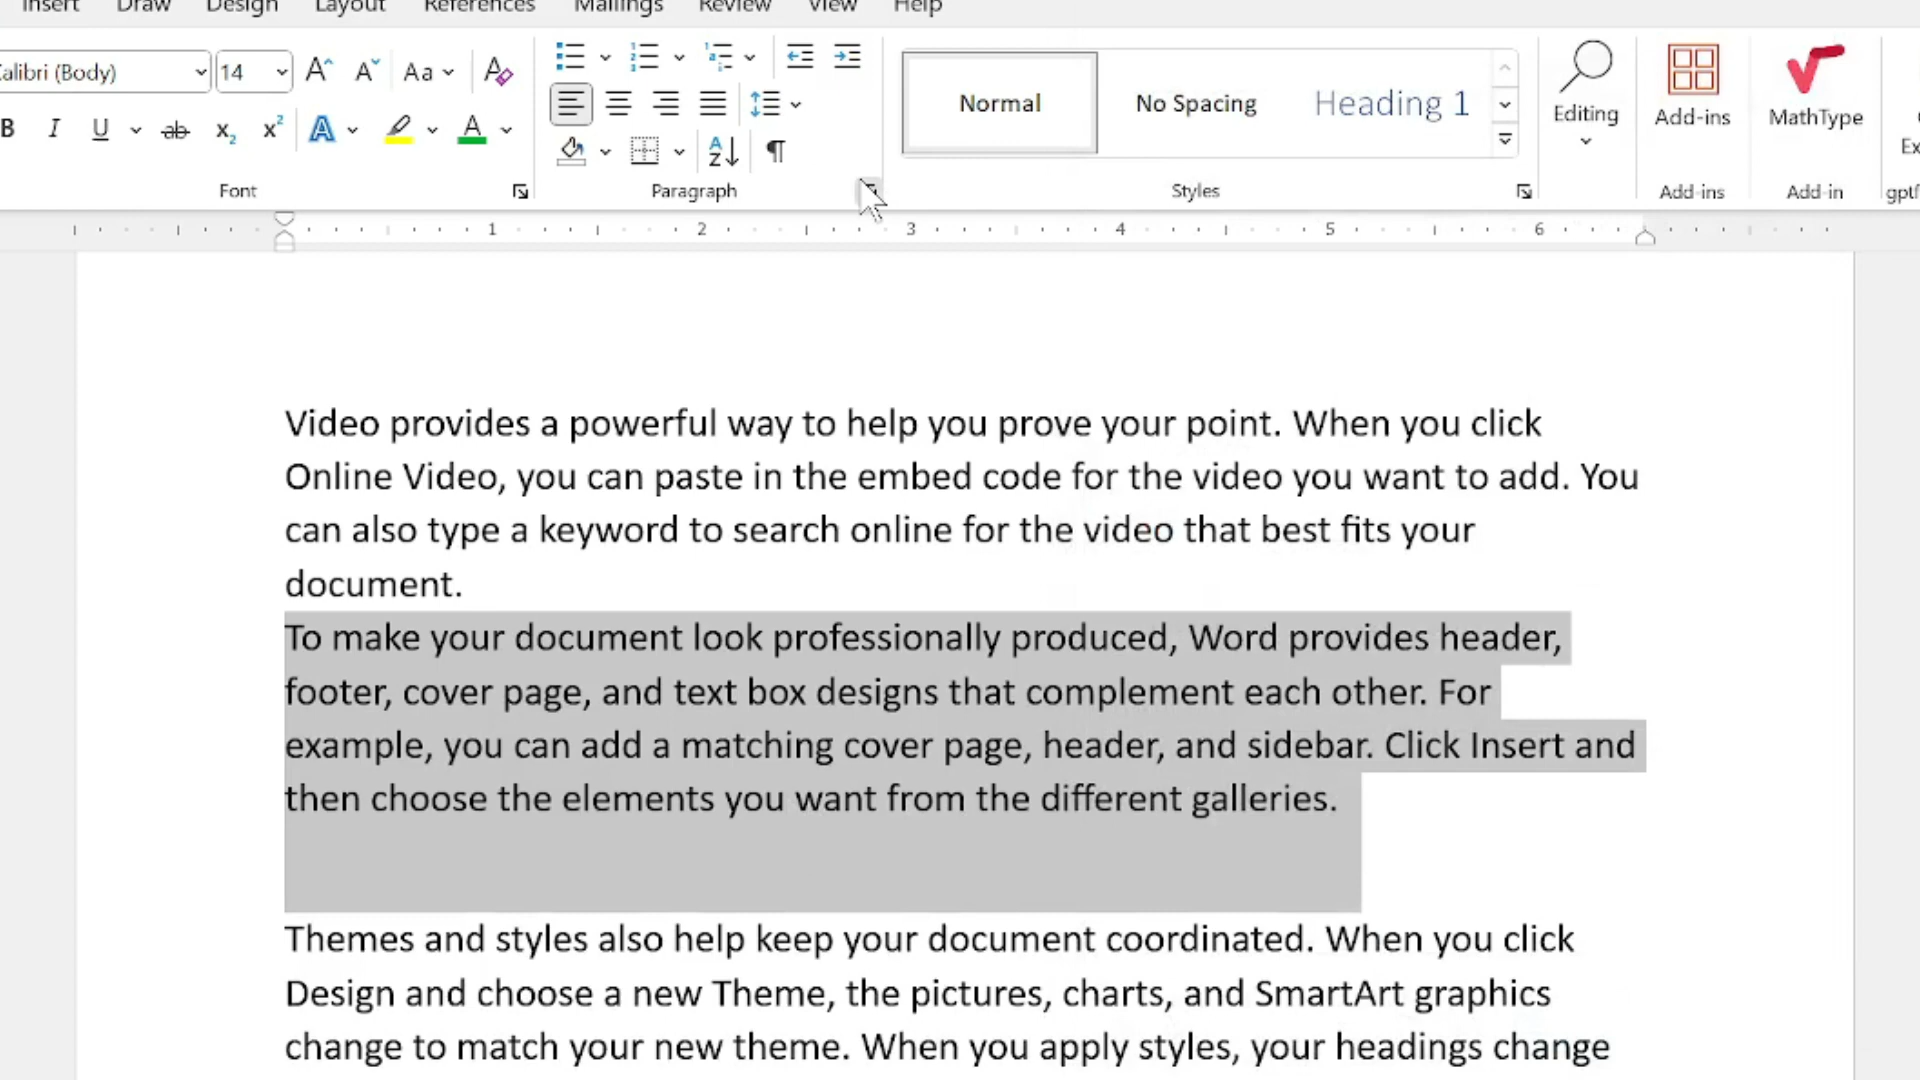 Insert Draw Design Layout References Mailings Review View Help
alibri (Body) 14 Aa
B I U ab x2 x2 A A
A
Z
¶
Normal No Spacing Heading 1
Editing
Add-ins
MathType
Font Paragraph Styles Add-ins Add-in
1 2 3 4 5 6
Video provides a powerful way to help you prove your point. When you click
Online Video, you can paste in the embed code for the video you want to add. You
can also type a keyword to search online for the video that best fits your
document.
To make your document look professionally produced, Word provides header,
footer, cover page, and text box designs that complement each other. For
example, you can add a matching cover page, header, and sidebar. Click Insert and
then choose the elements you want from the different galleries.
Themes and styles also help keep your document coordinated. When you click
Design and choose a new Theme, the pictures, charts, and SmartArt graphics
change to match your new theme. When you apply styles, your headings change